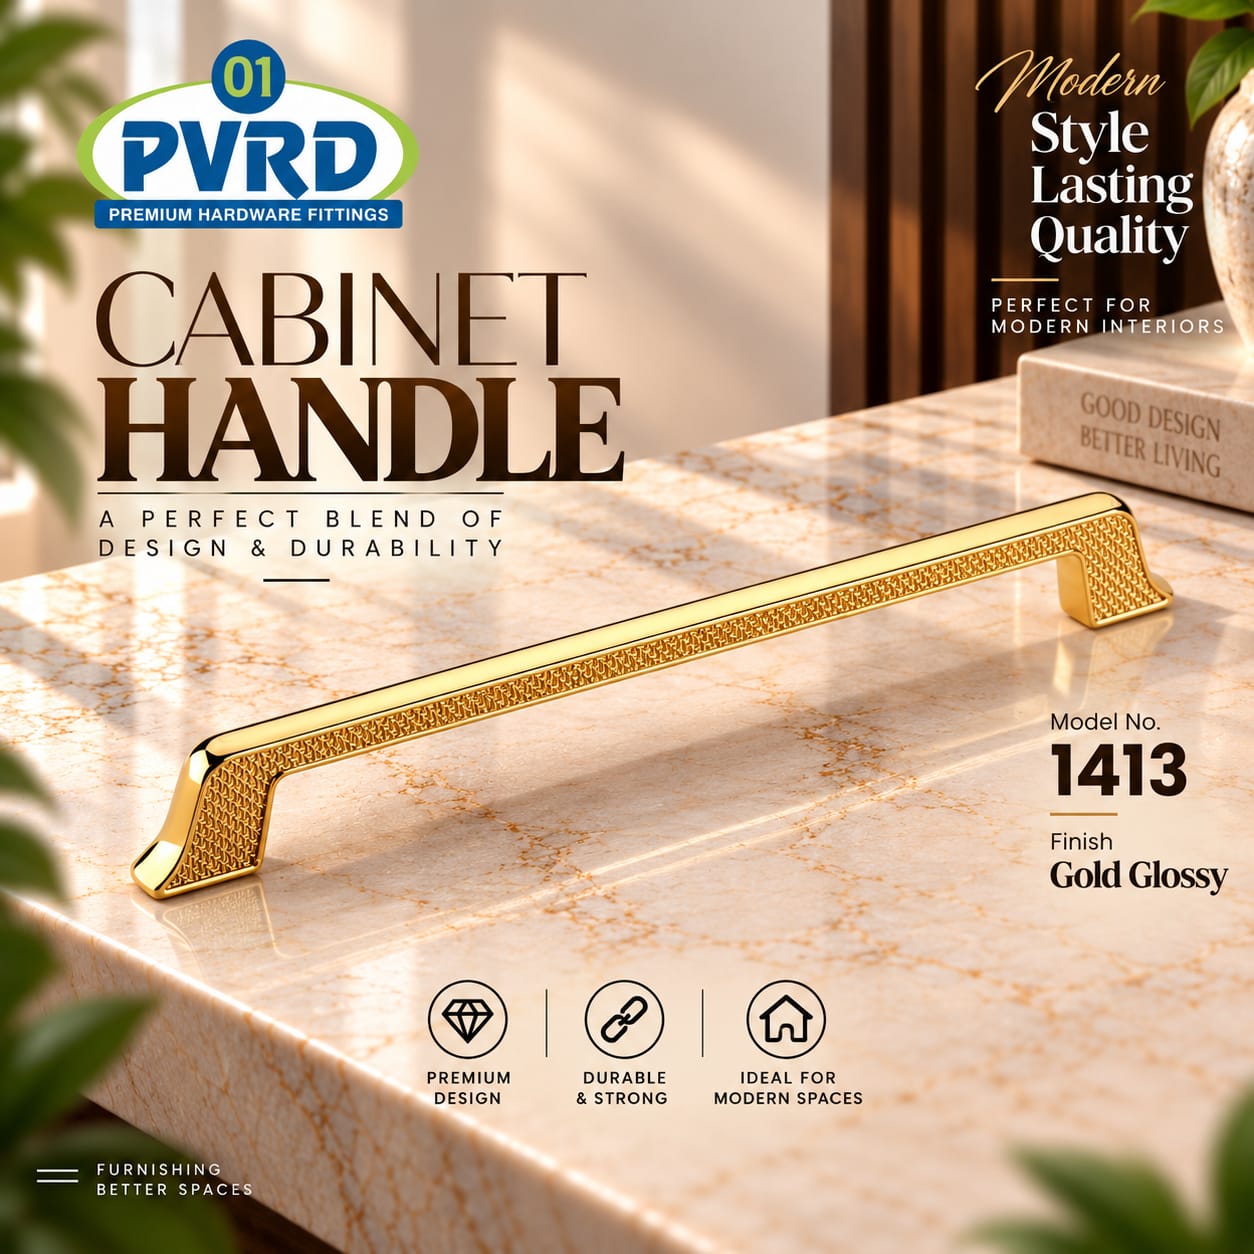 01
PVRD
PREMIUM HARDWARE FITTINGS
Modern
Style
Lasting
Quality
PERFECT FOR
MODERN INTERIORS
CABINET
HANDLE
A PERFECT BLEND OF
DESIGN & DURABILITY
GOOD DESIGN
BETTER LIVING
Model No.
1413
Finish
Gold Glossy
PREMIUM
DESIGN
DURABLE
& STRONG
IDEAL FOR
MODERN SPACES
FURNISHING
BETTER SPACES